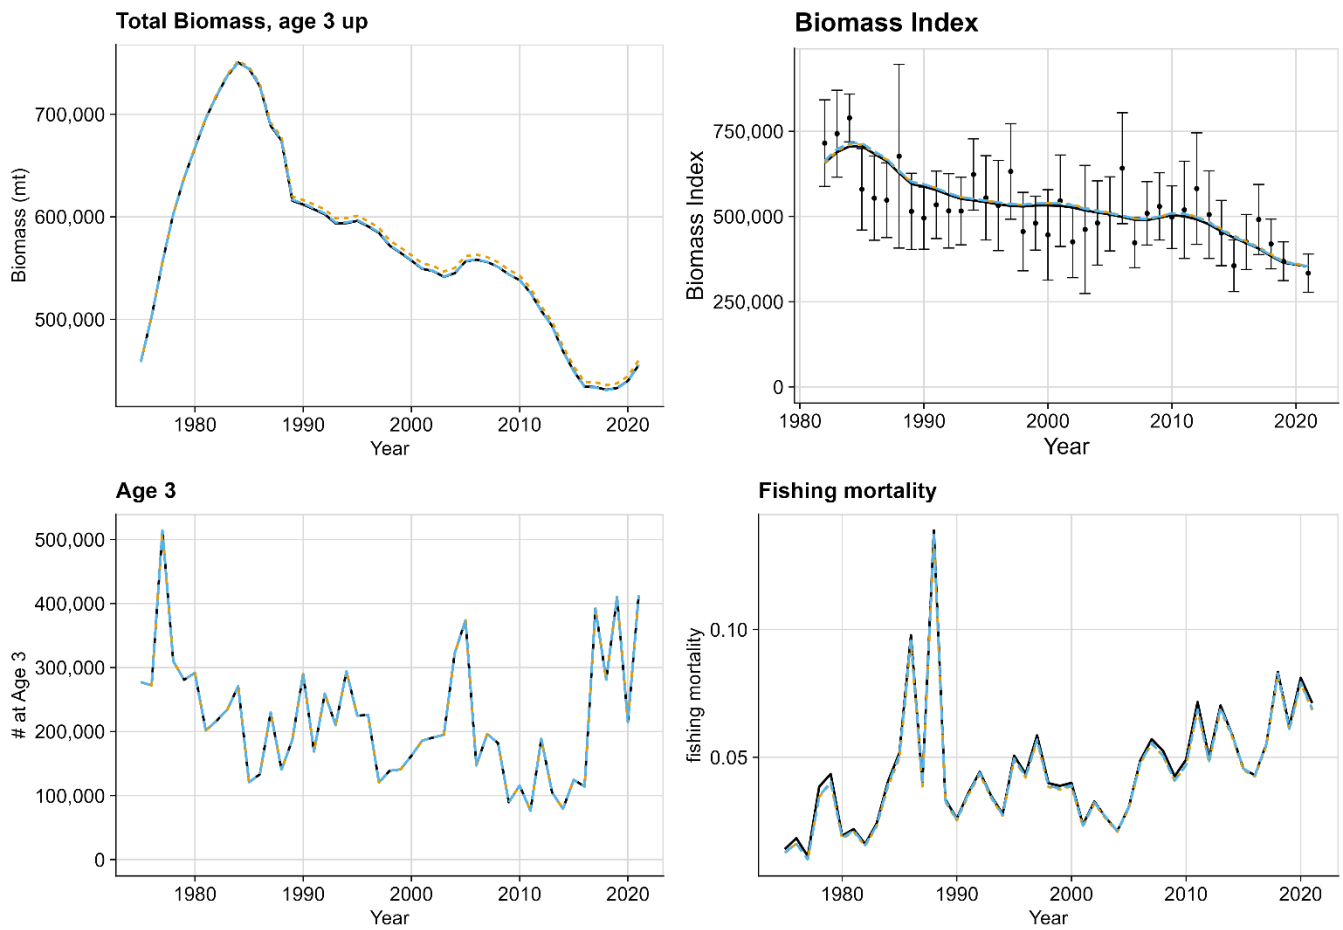 Total Biomass, age 3 up
Biomass (mt)
700,000
600,000
500,000
1980
1990
2000
2010
2020
Year
Biomass Index
Biomass Index
750,000
500,000
250,000
0
1980
1990
2000
2010
2020
Year
Age 3
# at Age 3
500,000
400,000
300,000
200,000
100,000
0
1980
1990
2000
2010
2020
Year
Fishing mortality
fishing mortality
0.10
0.05
1980
1990
2000
2010
2020
Year